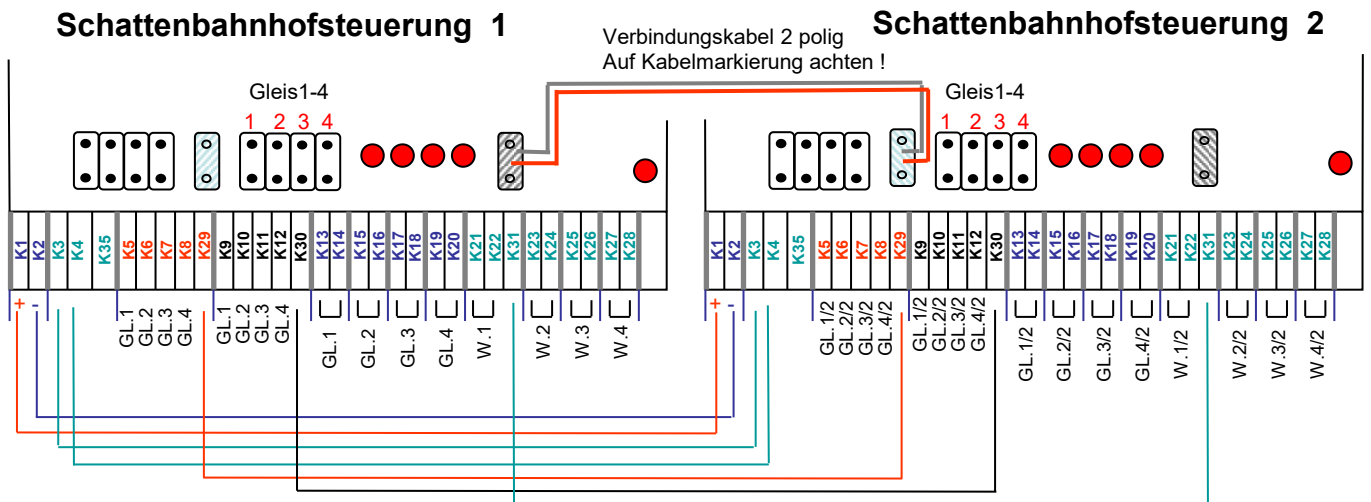 Schattenbahnhofsteuerung 1
Schattenbahnhofsteuerung 2
Verbindungskabel 2 polig
Auf Kabelmarkierung achten !
Gleis1-4
1 2 3 4
Gleis1-4
1 2 3 4
K1 K2 K3 K4 K35 K5 K6 K7 K8 K29 K9 K10 K11 K12 K30 K13 K14 K15 K16 K17 K18 K19 K20 K21 K22 K31 K23 K24 K25 K26 K27 K28
K1 K2 K3 K4 K35 K5 K6 K7 K8 K29 K9 K10 K11 K12 K30 K13 K14 K15 K16 K17 K18 K19 K20 K21 K22 K31 K23 K24 K25 K26 K27 K28
+ - GL.1 GL.2 GL.3 GL.4 GL.1 GL.2 GL.3 GL.4 GL.1 GL.2 GL.3 GL.4 W.1 W.2 W.3 W.4
+ - GL.1/2 GL.2/2 GL.3/2 GL.4/2 GL.1/2 GL.2/2 GL.3/2 GL.4/2 GL.1/2 GL.2/2 GL.3/2 GL.4/2 W.1/2 W.2/2 W.3/2 W.4/2